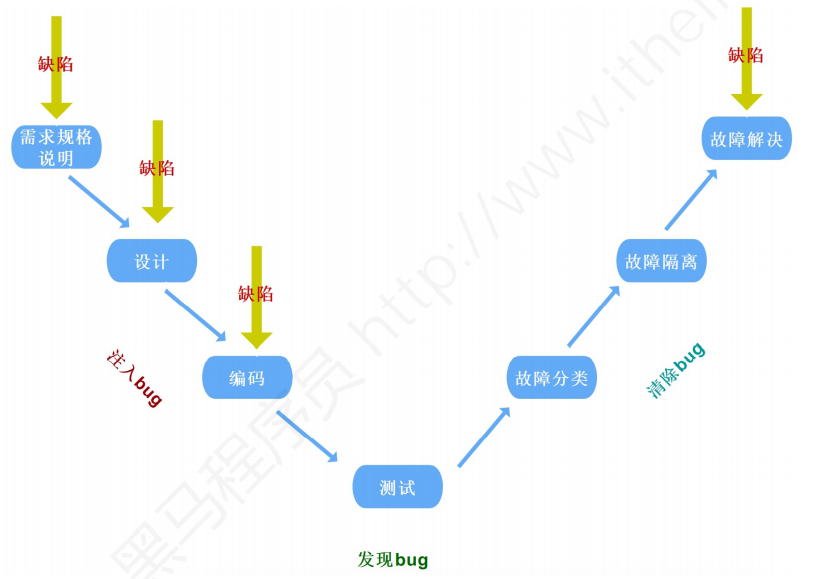 缺陷
缺陷
需求规格
说明
故障解决
缺陷
设计
故障隔离
缺陷
注入bug
编码
故障分类
清除bug
测试
发现bug
黑马程序员 http://www.ithei